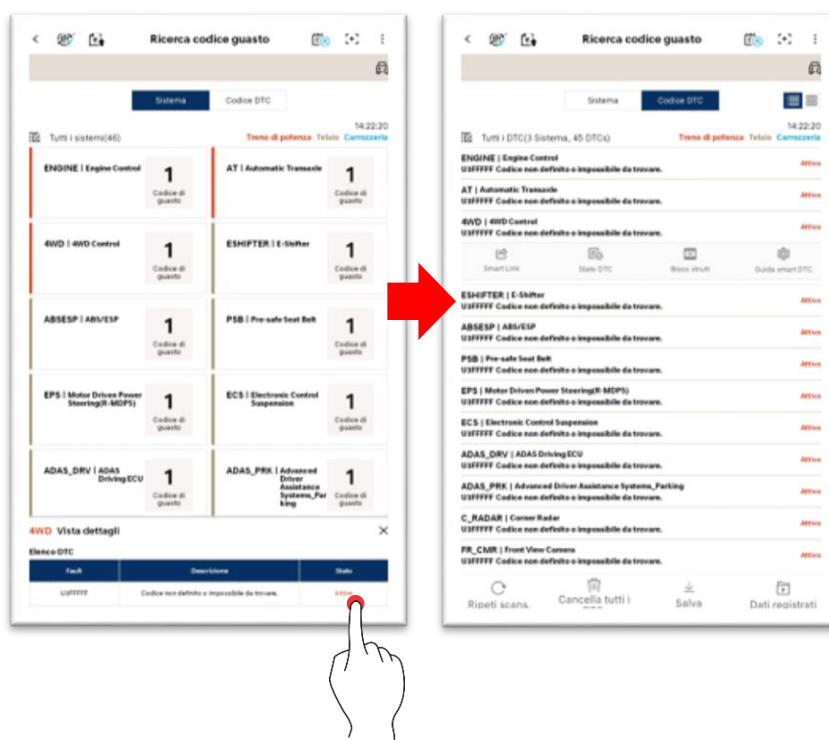 Ricerca codice guasto
Sistema
Codice DTC
14:22:20
Tutti i sistemi(46)
Treno di potenza Telaio Carrozzeria
ENGINE | Engine Control
1
Codice di
guasto
AT | Automatic Transaxle
1
Codice di
guasto
4WD | 4WD Control
1
Codice di
guasto
ESHIFTER | E-Shifter
1
Codice di
guasto
ABSESP | ABS/ESP
1
Codice di
guasto
PSB | Pre-safe Seat Belt
1
Codice di
guasto
EPS | Motor Driven Power
Steering(R-MDPS)
1
Codice di
guasto
ECS | Electronic Control
Suspension
1
Codice di
guasto
ADAS_DRV | ADAS
Driving ECU
1
Codice di
guasto
ADAS_PRK | Advanced
Driver
Assistance
Systems_Par
king
1
Codice di
guasto
4WD Vista dettagli
Elenco DTC
Fault
Descrizione
Stato
U3FFFFF
Codice non definito o impossibile da trovare.
Attivo
Ricerca codice guasto
Sistema
Codice DTC
14:22:20
Tutti i DTC(3 Sistema, 45 DTCs)
Treno di potenza Telaio Carrozzeria
ENGINE | Engine Control
U3FFFFF Codice non definito o impossibile da trovare.
Attivo
AT | Automatic Transaxle
U3FFFFF Codice non definito o impossibile da trovare.
Attivo
4WD | 4WD Control
U3FFFFF Codice non definito o impossibile da trovare.
Attivo
Smart Link
Stato DTC
Blocc strutt
Guida smart DTC
ESHIFTER | E-Shifter
U3FFFFF Codice non definito o impossibile da trovare.
Attivo
ABSESP | ABS/ESP
U3FFFFF Codice non definito o impossibile da trovare.
Attivo
PSB | Pre-safe Seat Belt
U3FFFFF Codice non definito o impossibile da trovare.
Attivo
EPS | Motor Driven Power Steering(R-MDPS)
U3FFFFF Codice non definito o impossibile da trovare.
Attivo
ECS | Electronic Control Suspension
U3FFFFF Codice non definito o impossibile da trovare.
Attivo
ADAS_DRV | ADAS Driving ECU
U3FFFFF Codice non definito o impossibile da trovare.
Attivo
ADAS_PRK | Advanced Driver Assistance Systems_Parking
U3FFFFF Codice non definito o impossibile da trovare.
Attivo
C_RADAR | Corner Radar
U3FFFFF Codice non definito o impossibile da trovare.
Attivo
FR_CMR | Front View Camera
U3FFFFF Codice non definito o impossibile da trovare.
Attivo
Ripeti scans.
Cancella tutti i
Salva
Dati registrati